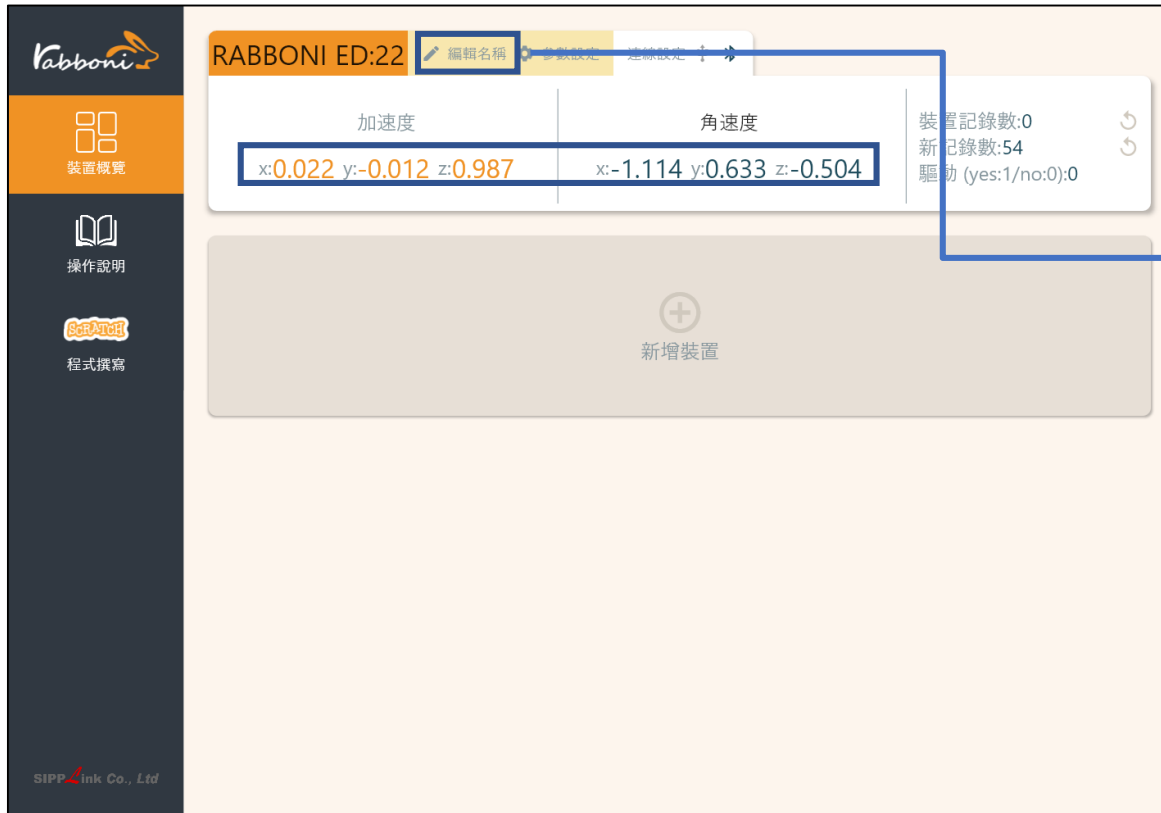 Rabboni
裝置概覽
操作說明
SCRATCH
程式撰寫
SIPPLink Co., Ltd
RABBONI ED:22 編輯名稱 參數設定 連線設定
加速度
x:0.022 y:-0.012 z:0.987
角速度
x:-1.114 y:0.633 z:-0.504
裝置記錄數:0
新記錄數:54
驅動 (yes:1/no:0):0
新增裝置